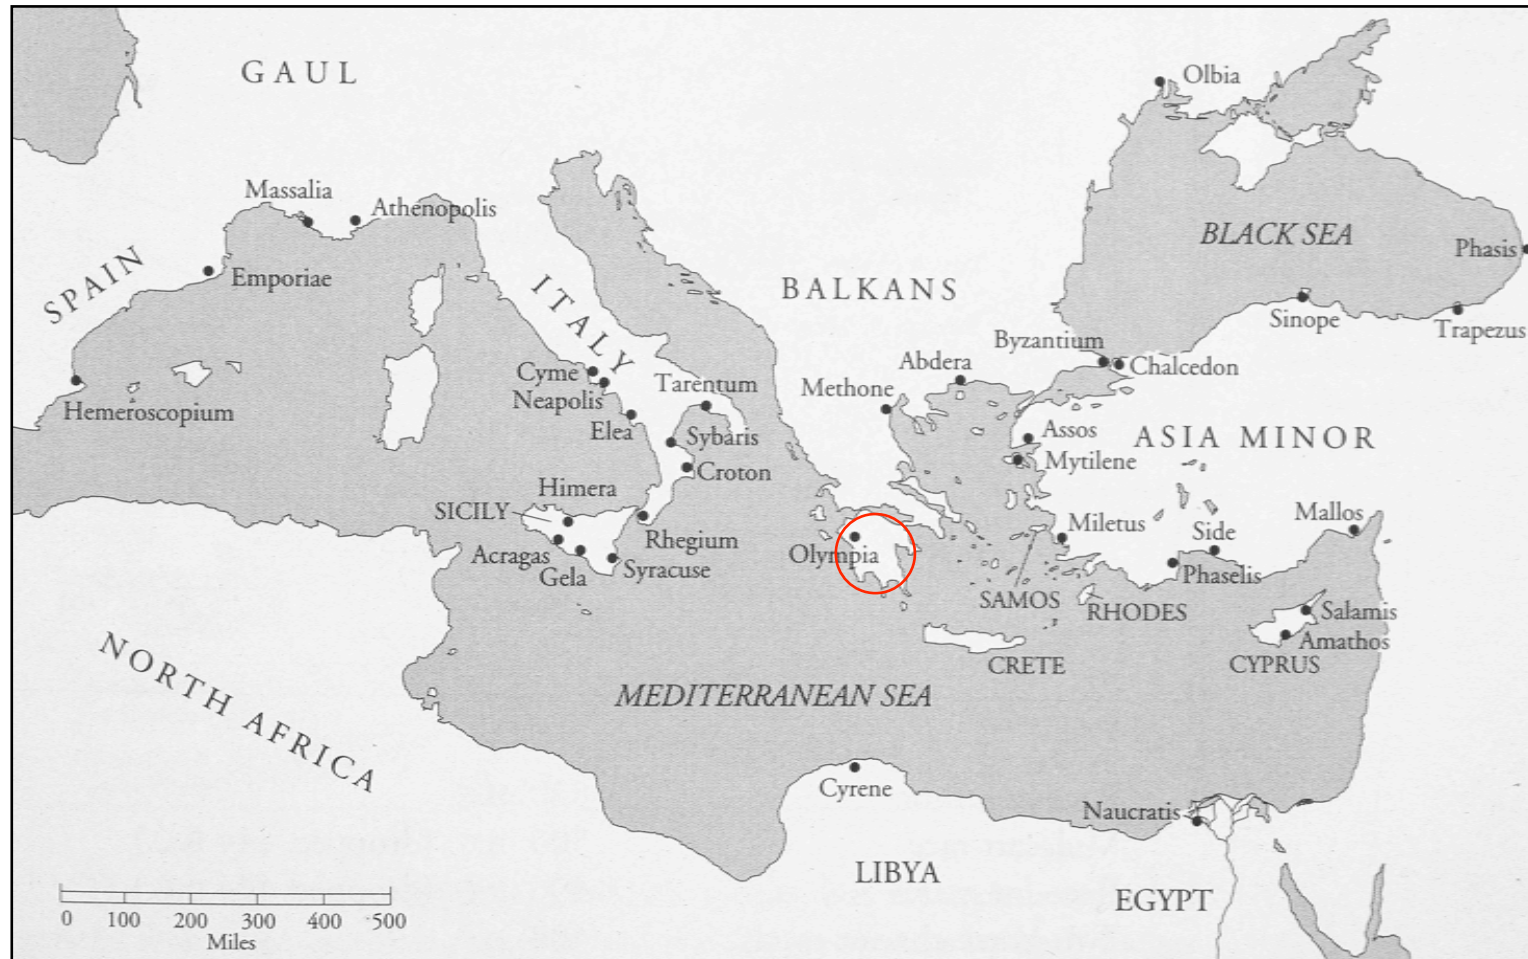 GAUL
Olbia
Massalia
Athenopolis
BLACK SEA
Phasis
SPAIN
Emporiae
ITALY
BALKANS
Sinope
Trapezus
Byzantium
Chalcedon
Abdera
Cyme
Neapolis
Tarentum
Methone
Hemeroscopium
Elea
Sybaris
Assos
ASIA MINOR
Croton
Mytilene
Himera
SICILY
Rhegium
Miletus
Side
Mallos
Acragas
Gela
Syracuse
Olympia
Phaselis
SAMOS
RHODES
Salamis
Amathos
CRETE
CYPRUS
NORTH AFRICA
MEDITERRANEAN SEA
Cyrene
Naucratis
LIBYA
EGYPT
0 100 200 300 400 500
Miles